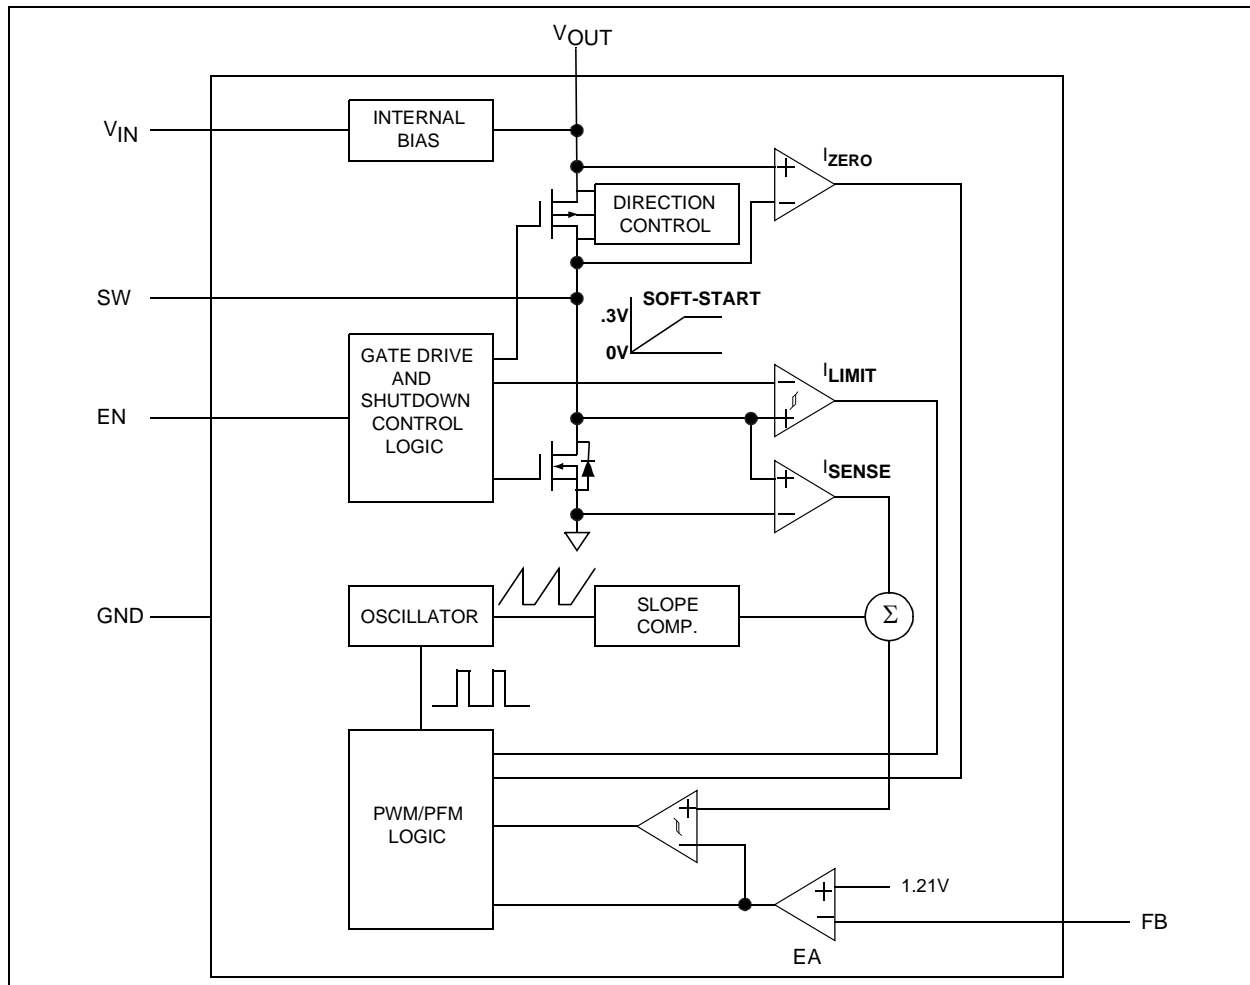 VOUT
VIN
INTERNAL
BIAS
IZERO
DIRECTION
CONTROL
SW
SOFT-START
.3V
0V
GATE DRIVE
AND
SHUTDOWN
CONTROL
LOGIC
ILIMIT
EN
ISENSE
GND
OSCILLATOR
SLOPE
COMP.
Σ
PWM/PFM
LOGIC
1.21V
FB
EA